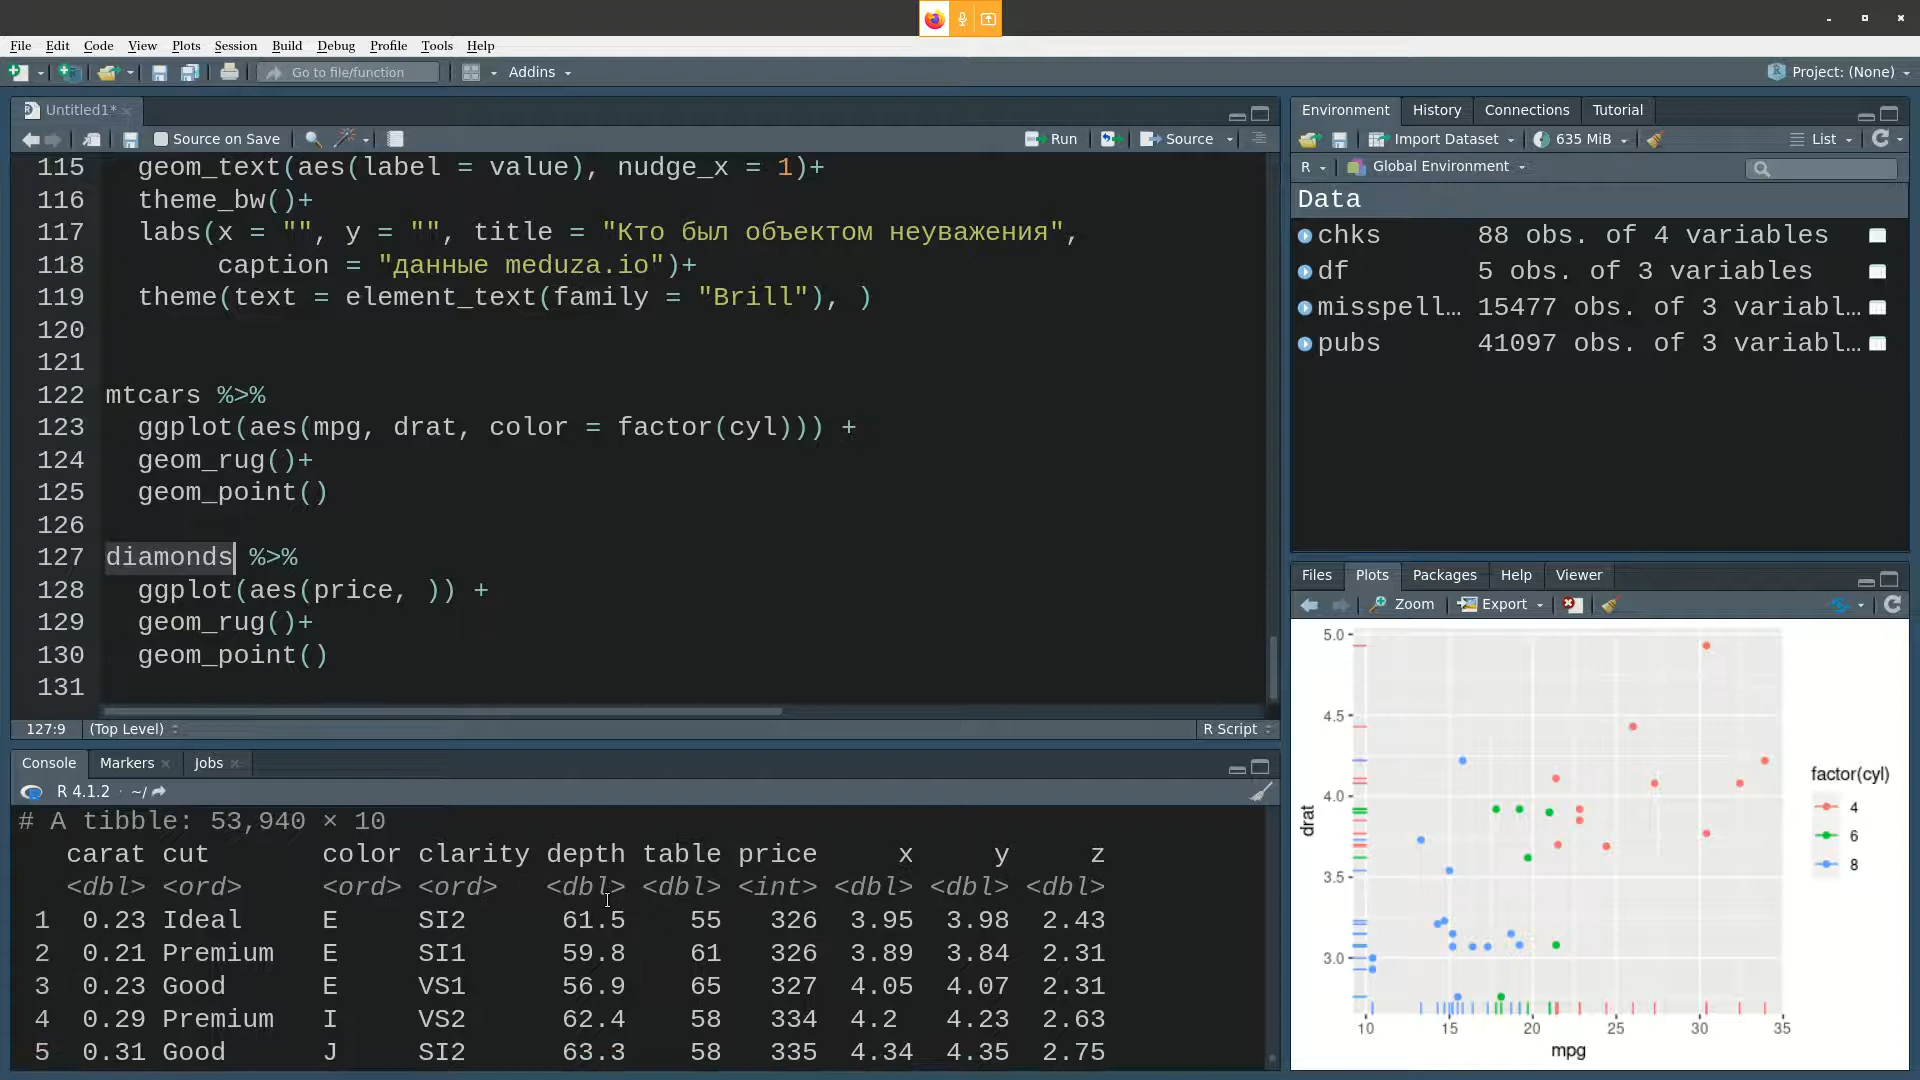 File Edit Code View Plots Session Build Debug Profile Tools Help
Go to file/function Addins Project: (None)
Untitled1*
Source on Save Run Source
115 geom_text(aes(label = value), nudge_x = 1)+
116 theme_bw()+
117 labs(x = "", y = "", title = "Кто был объектом неуважения",
118 caption = "данные meduza.io")+
119 theme(text = element_text(family = "Brill"), )
120
121
122 mtcars %>%
123 ggplot(aes(mpg, drat, color = factor(cyl))) +
124 geom_rug()+
125 geom_point()
126
127 diamonds %>%
128 ggplot(aes(price, )) +
129 geom_rug()+
130 geom_point()
131
127:9 (Top Level) R Script
Console Markers Jobs
R 4.1.2 · ~/
# A tibble: 53,940 × 10
carat cut color clarity depth table price x y z
<dbl> <ord> <ord> <ord> <dbl> <dbl> <int> <dbl> <dbl> <dbl>
1 0.23 Ideal E SI2 61.5 55 326 3.95 3.98 2.43
2 0.21 Premium E SI1 59.8 61 326 3.89 3.84 2.31
3 0.23 Good E VS1 56.9 65 327 4.05 4.07 2.31
4 0.29 Premium I VS2 62.4 58 334 4.2 4.23 2.63
5 0.31 Good J SI2 63.3 58 335 4.34 4.35 2.75
Environment History Connections Tutorial
Import Dataset 635 MiB List
R Global Environment
Data
chks 88 obs. of 4 variables
df 5 obs. of 3 variables
misspell… 15477 obs. of 3 variabl…
pubs 41097 obs. of 3 variabl…
Files Plots Packages Help Viewer
Zoom Export
5.0
4.5
4.0
3.5
3.0
drat
10 15 20 25 30 35
mpg
factor(cyl)
4
6
8